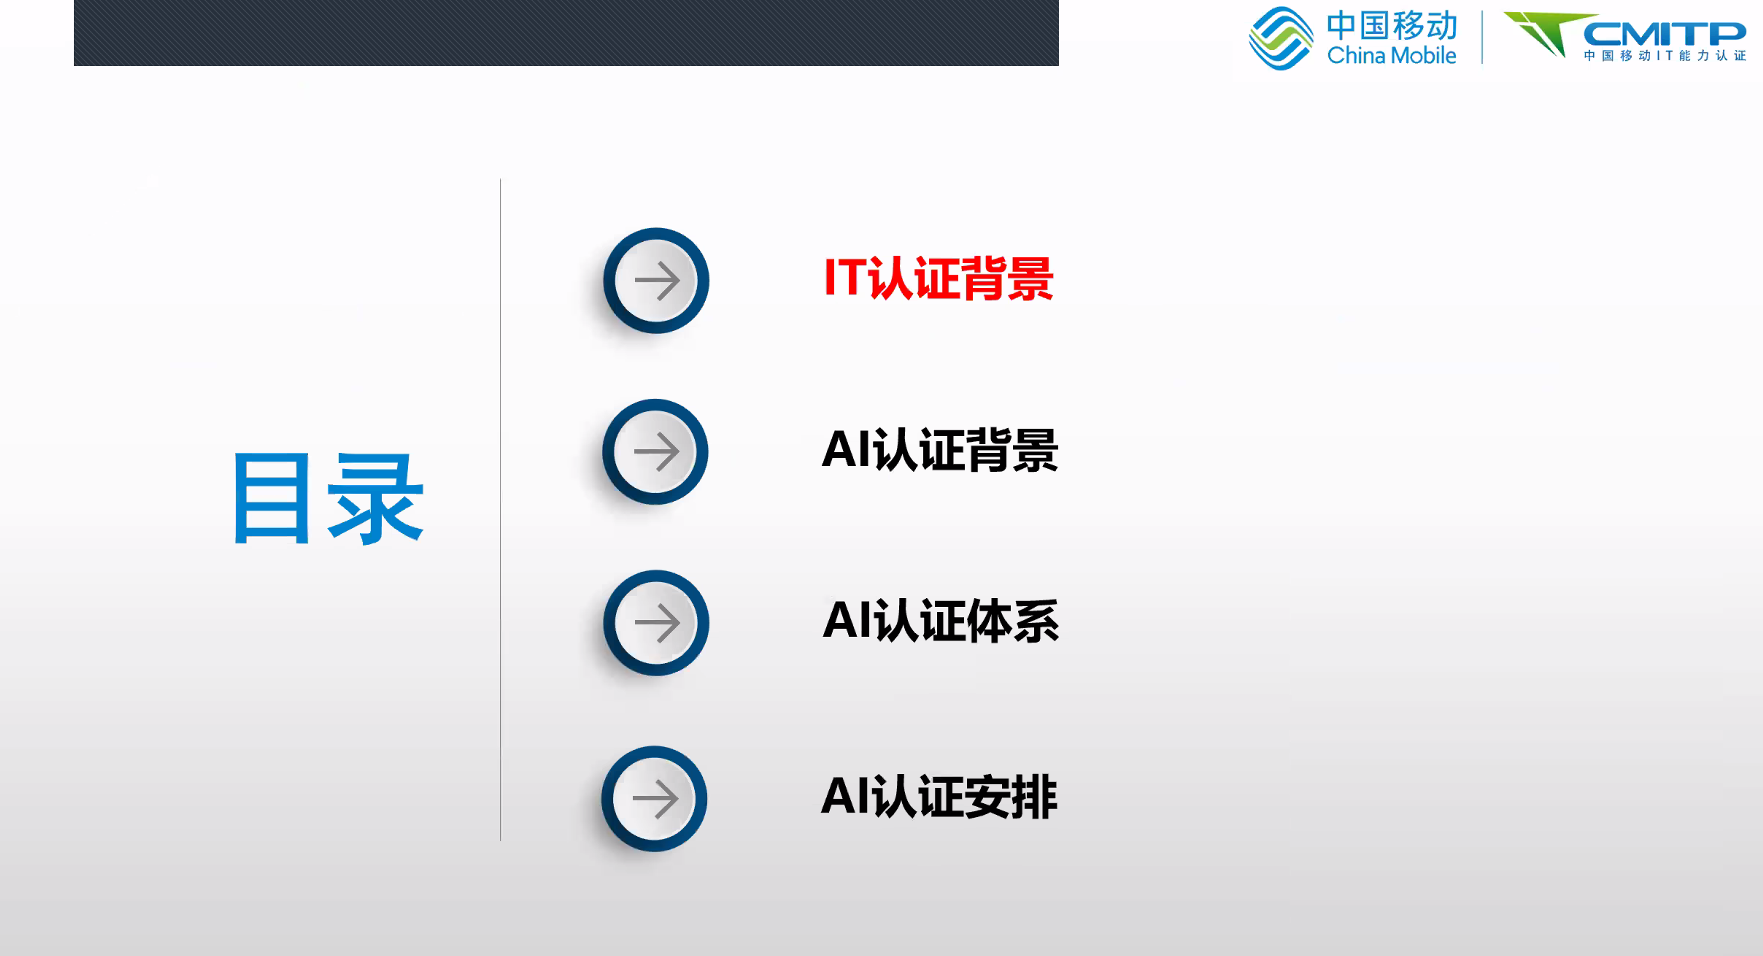 中国移动
China Mobile
CMITP
中国移动IT能力认证
目录
IT认证背景
AI认证背景
AI认证体系
AI认证安排